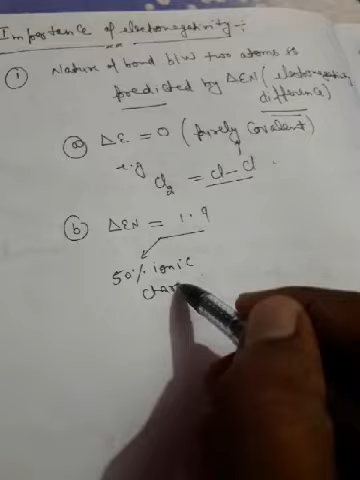 Importance of electronegativity :-
① Nature of bond b/w two atoms is
predicted by ΔEN (electronegativity
difference)
ⓐ ΔE = 0 (purely covalent)
e.g
Cl₂ = Cl-Cl.
ⓑ ΔEN = 1.9
50% ionic
char